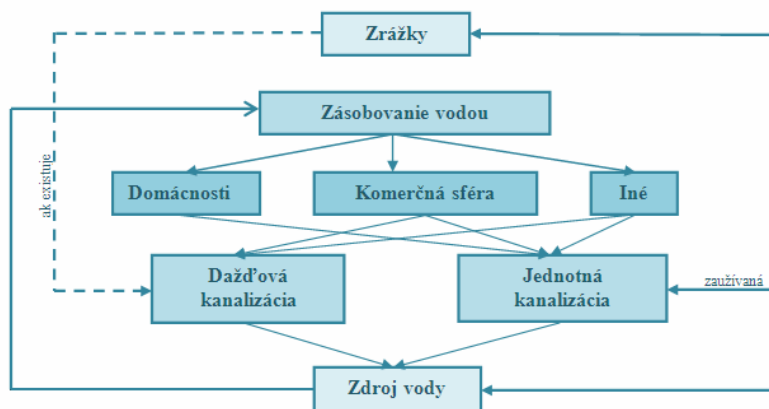 Zrážky
Zásobovanie vodou
ak existuje
Domácnosti
Komerčná sféra
Iné
Dažďová
kanalizácia
Jednotná
kanalizácia
zaužívaná
Zdroj vody